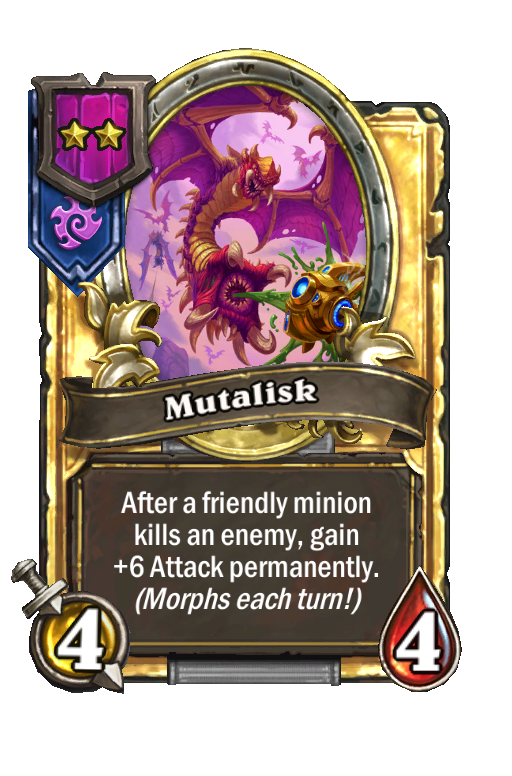 Mutalisk
After a friendly minion
kills an enemy, gain
+6 Attack permanently.
(Morphs each turn!)
4
4